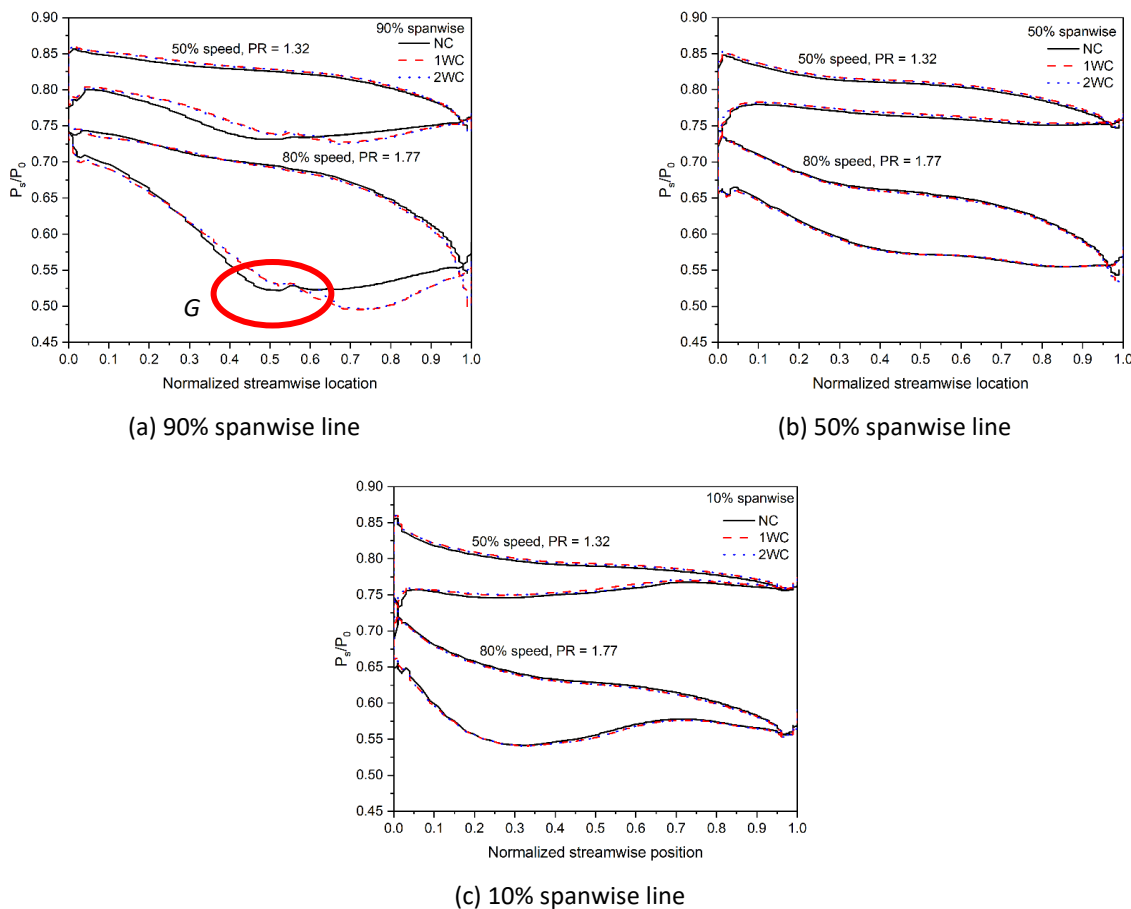 90% spanwise
NC
1WC
2WC
50% speed, PR = 1.32
80% speed, PR = 1.77
G
0.90
0.85
0.80
0.75
0.70
0.65
0.60
0.55
0.50
0.45
Ps/P0
0.0 0.1 0.2 0.3 0.4 0.5 0.6 0.7 0.8 0.9 1.0
Normalized streamwise location
(a) 90% spanwise line
50% spanwise
NC
1WC
2WC
50% speed, PR = 1.32
80% speed, PR = 1.77
0.90
0.85
0.80
0.75
0.70
0.65
0.60
0.55
0.50
0.45
Ps/P0
0.0 0.1 0.2 0.3 0.4 0.5 0.6 0.7 0.8 0.9 1.0
Normalized streamwise location
(b) 50% spanwise line
10% spanwise
NC
1WC
2WC
50% speed, PR = 1.32
80% speed, PR = 1.77
0.90
0.85
0.80
0.75
0.70
0.65
0.60
0.55
0.50
0.45
Ps/P0
0.0 0.1 0.2 0.3 0.4 0.5 0.6 0.7 0.8 0.9 1.0
Normalized streamwise position
(c) 10% spanwise line